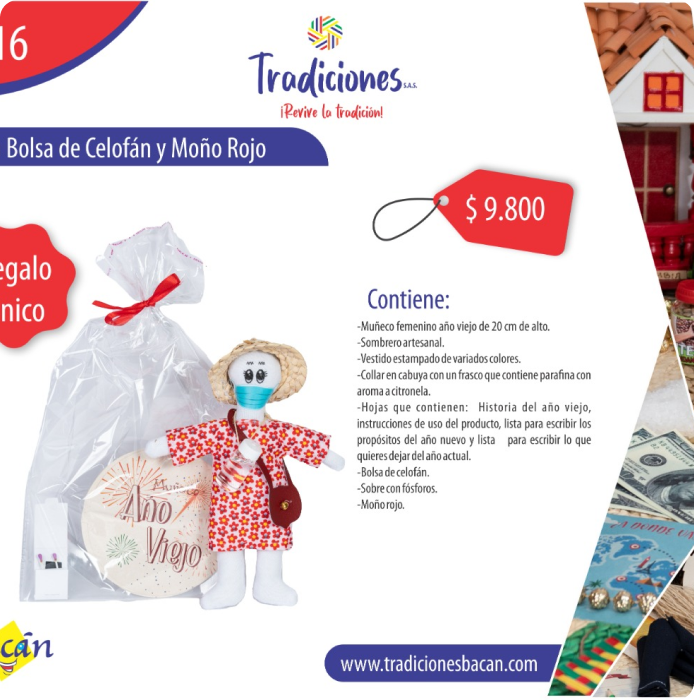 16
Tradiciones S.A.S.
¡Revive la tradición!
Bolsa de Celofán y Moño Rojo
$ 9.800
egalo
nico
Contiene:
-Muñeco femenino año viejo de 20 cm de alto.
-Sombrero artesanal.
-Vestido estampado de variados colores.
-Collar en cabuya con un frasco que contiene parafina con
aroma a citronela.
-Hojas que contienen: Historia del año viejo,
instrucciones de uso del producto, lista para escribir los
propósitos del año nuevo y lista para escribir lo que
quieres dejar del año actual.
-Bolsa de celofán.
-Sobre con fósforos.
-Moño rojo.
Año
Viejo
A DONDE
cán
www.tradicionesbacan.com